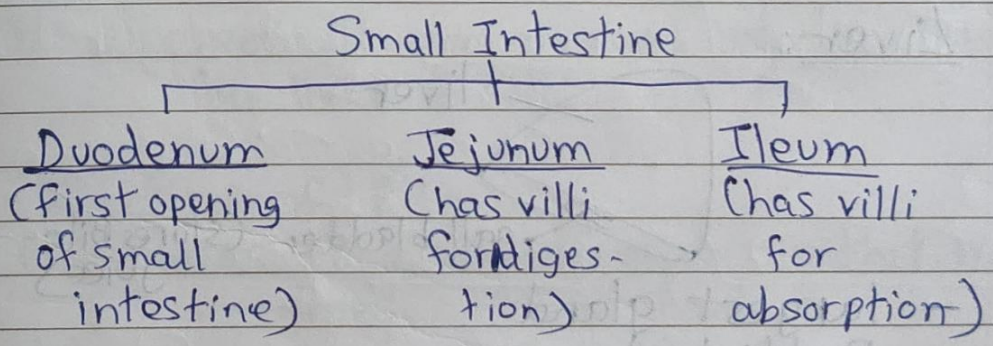 Small Intestine
Duodenum Jejunum Ileum
(first opening (has villi (has villi
of small for diges- for
intestine) tion) absorption)